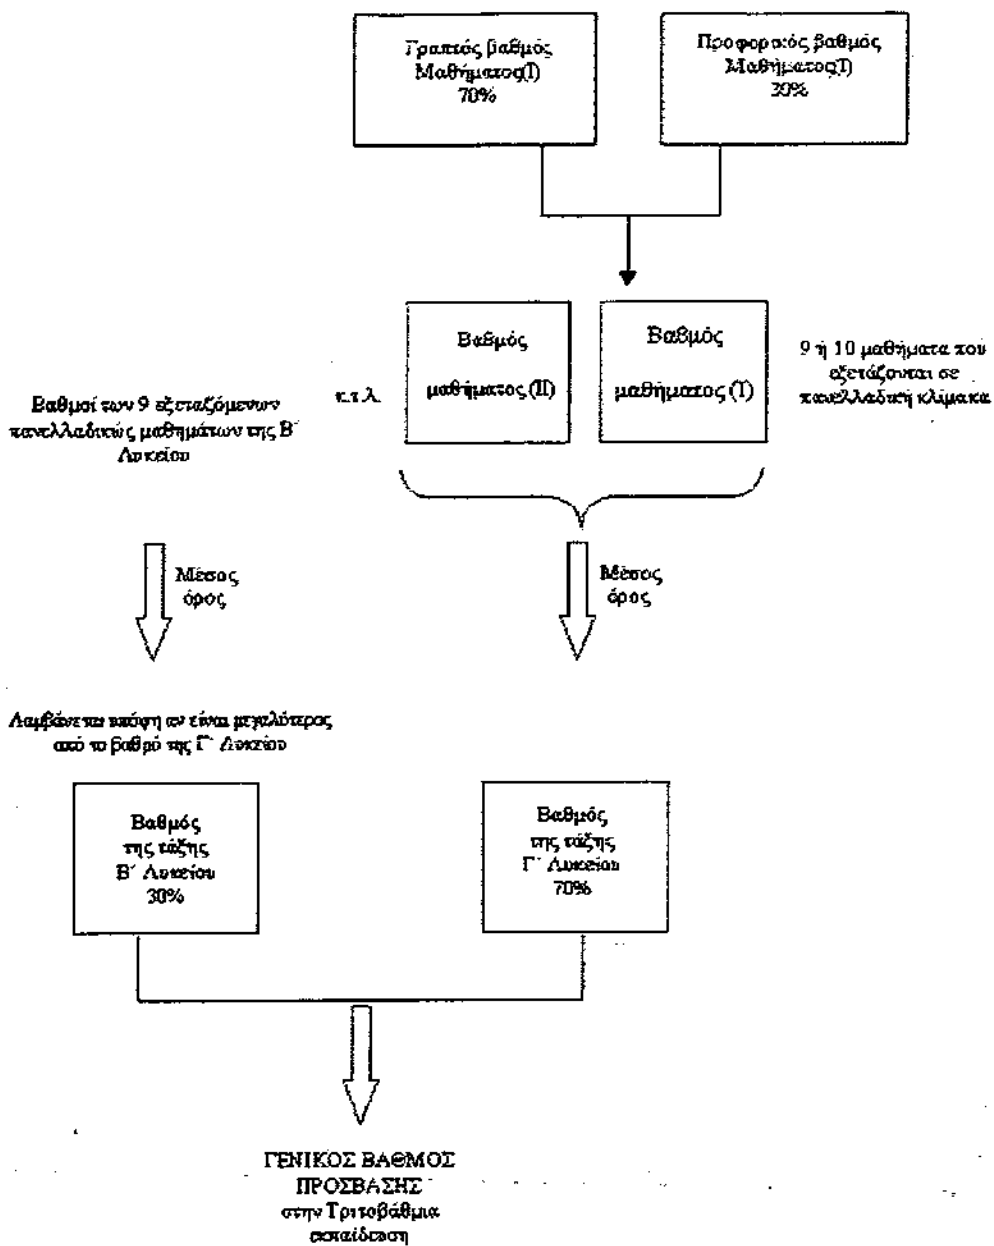 Γραπτός βαθμός
Μαθήματος(Ι)
70%
Προφορικός βαθμός
Μαθήματος(Ι)
30%
Βαθμός
μαθήματος (ΙΙ)
Βαθμός
μαθήματος (Ι)
9 ή 10 μαθήματα που
εξετάζονται σε
πανελλαδική κλίμακα
κ.τ.λ.
Βαθμοί των 9 εξεταζόμενων
πανελλαδικώς μαθημάτων της Β΄
Λυκείου
Μέσος
όρος
Μέσος
όρος
Λαμβάνεται υπόψη αν είναι μεγαλύτερος
από το βαθμό της Γ΄ Λυκείου
Βαθμός
της τάξης
Β΄ Λυκείου
30%
Βαθμός
της τάξης
Γ΄ Λυκείου
70%
ΓΕΝΙΚΟΣ ΒΑΘΜΟΣ
ΠΡΟΣΒΑΣΗΣ
στην Τριτοβάθμια
εκπαίδευση